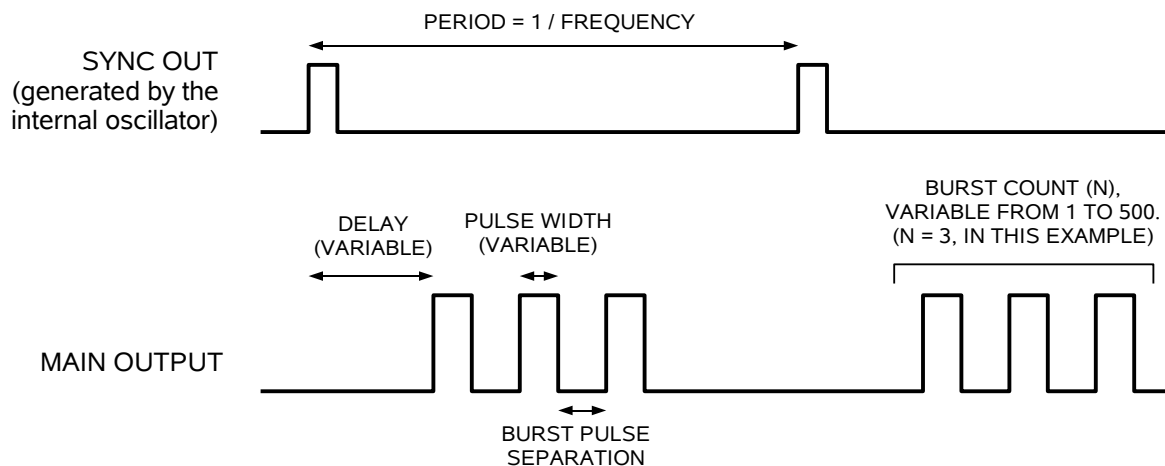 PERIOD = 1 / FREQUENCY
SYNC OUT
(generated by the
internal oscillator)
BURST COUNT (N),
VARIABLE FROM 1 TO 500.
(N = 3, IN THIS EXAMPLE)
DELAY
(VARIABLE)
PULSE WIDTH
(VARIABLE)
MAIN OUTPUT
BURST PULSE
SEPARATION